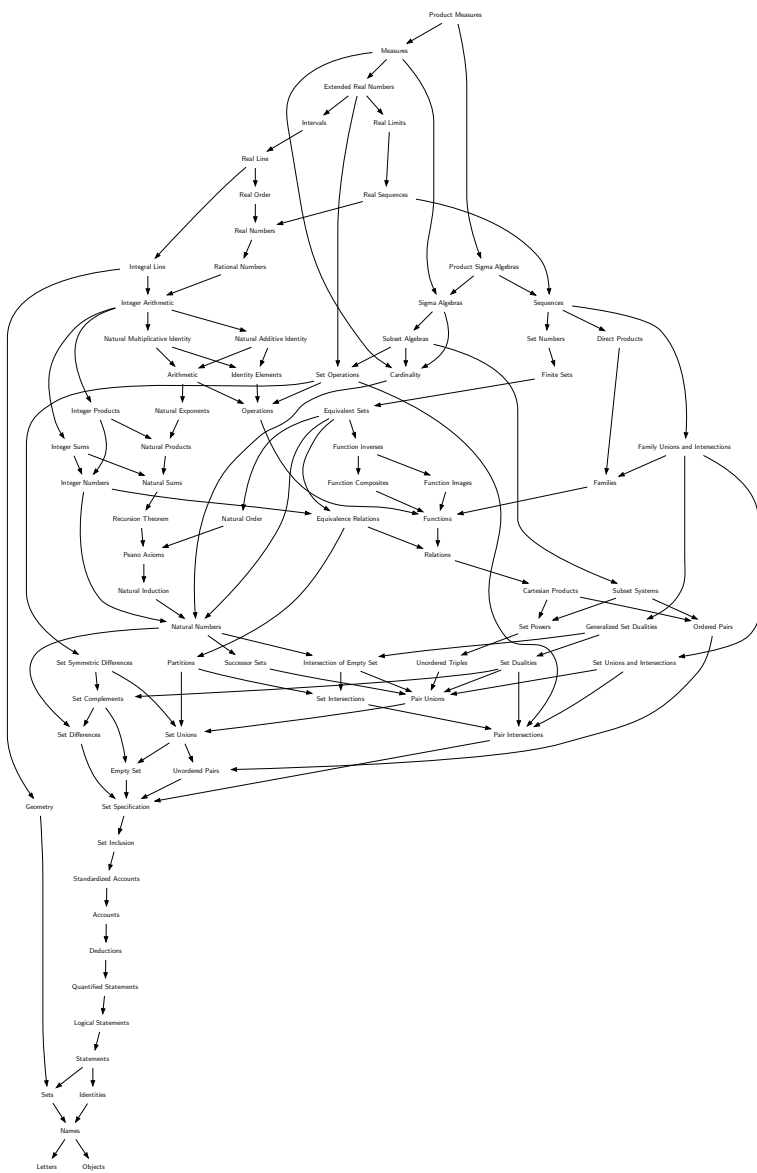 Product Measures
Measures
Extended Real Numbers
Intervals
Real Limits
Real Line
Real Order
Real Sequences
Real Numbers
Integral Line
Rational Numbers
Product Sigma Algebras
Integer Arithmetic
Sigma Algebras
Sequences
Natural Multiplicative Identity
Natural Additive Identity
Subset Algebras
Set Numbers
Direct Products
Arithmetic
Identity Elements
Set Operations
Cardinality
Finite Sets
Integer Products
Natural Exponents
Operations
Equivalent Sets
Integer Sums
Natural Products
Function Inverses
Family Unions and Intersections
Integer Numbers
Natural Sums
Function Composites
Function Images
Families
Recursion Theorem
Natural Order
Equivalence Relations
Functions
Peano Axioms
Relations
Natural Induction
Cartesian Products
Subset Systems
Natural Numbers
Set Powers
Generalized Set Dualities
Ordered Pairs
Set Symmetric Differences
Partitions
Successor Sets
Intersection of Empty Set
Unordered Triples
Set Dualities
Set Unions and Intersections
Set Complements
Set Intersections
Pair Unions
Set Differences
Set Unions
Pair Intersections
Empty Set
Unordered Pairs
Geometry
Set Specification
Set Inclusion
Standardized Accounts
Accounts
Deductions
Quantified Statements
Logical Statements
Statements
Sets
Identities
Names
Letters
Objects